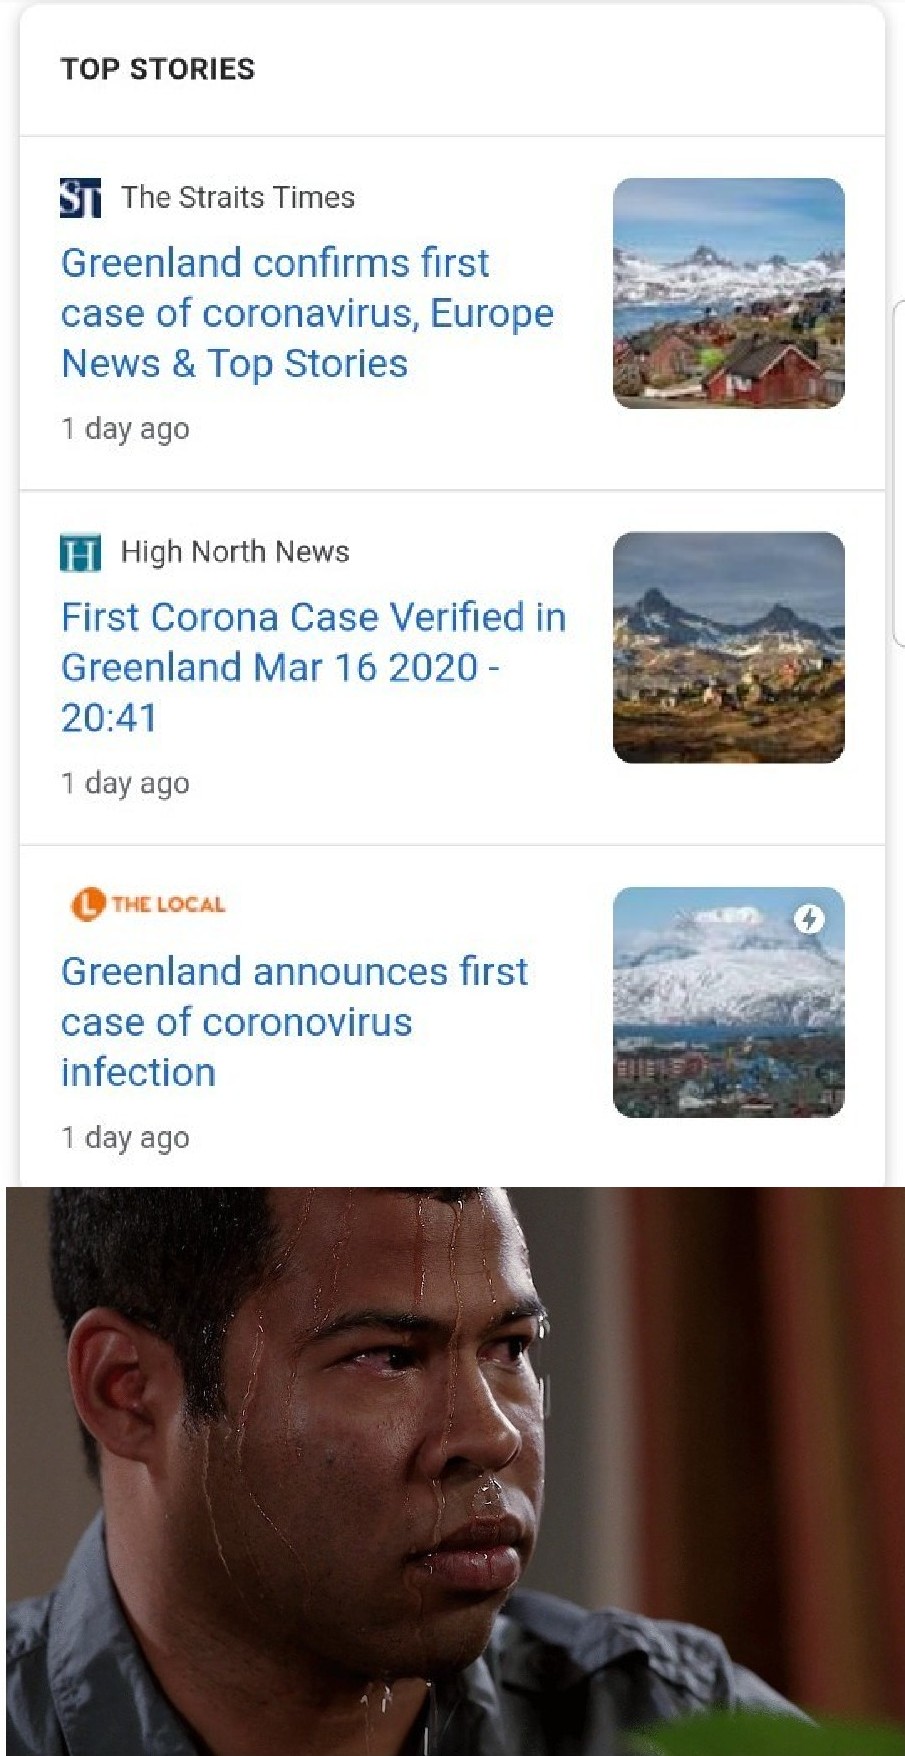 TOP STORIES
ST The Straits Times
Greenland confirms first
case of coronavirus, Europe
News & Top Stories
1 day ago
H High North News
First Corona Case Verified in
Greenland Mar 16 2020 -
20:41
1 day ago
L THE LOCAL
Greenland announces first
case of coronovirus
infection
1 day ago